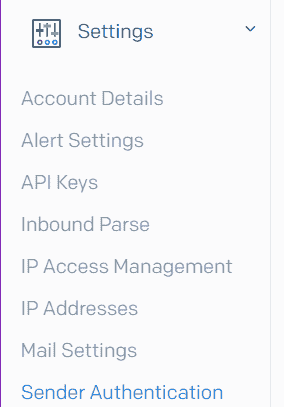 Settings
Account Details
Alert Settings
API Keys
Inbound Parse
IP Access Management
IP Addresses
Mail Settings
Sender Authentication